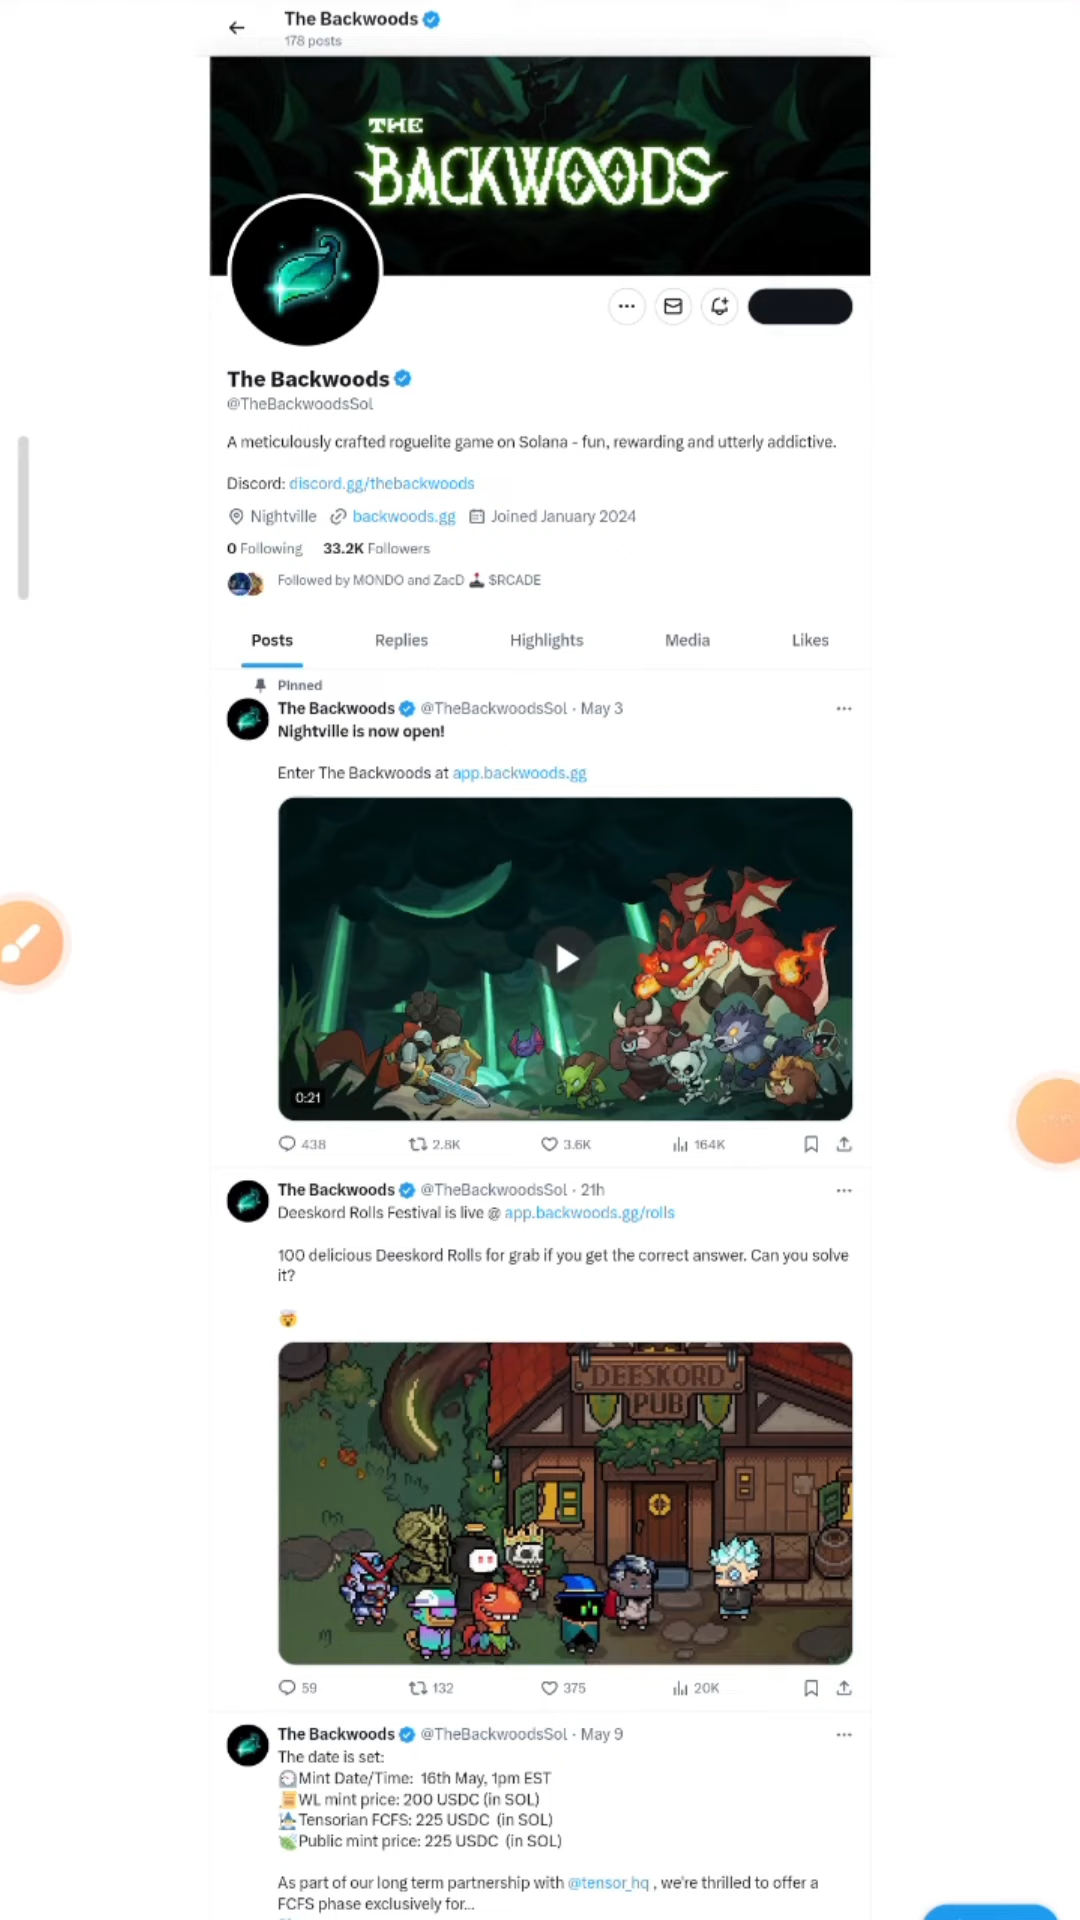 The Backwoods
178 posts
THE
BACKWOODS
The Backwoods
@TheBackwoodsSol
A meticulously crafted roguelite game on Solana - fun, rewarding and utterly addictive.
Discord: discord.gg/thebackwoods
Nightville backwoods.gg Joined January 2024
0 Following 33.2K Followers
Followed by MONDO and ZacD 🕹️ $RCADE
Posts Replies Highlights Media Likes
Pinned
The Backwoods @TheBackwoodsSol · May 3
Nightville is now open!
Enter The Backwoods at app.backwoods.gg
0:21
438 2.8K 3.6K 164K
The Backwoods @TheBackwoodsSol · 21h
Deeskord Rolls Festival is live @ app.backwoods.gg/rolls
100 delicious Deeskord Rolls for grab if you get the correct answer. Can you solve
it?
🤯
DEESKORD
PUB
59 132 375 20K
The Backwoods @TheBackwoodsSol · May 9
The date is set:
Mint Date/Time: 16th May, 1pm EST
WL mint price: 200 USDC (in SOL)
Tensorian FCFS: 225 USDC (in SOL)
Public mint price: 225 USDC (in SOL)
As part of our long term partnership with @tensor_hq , we're thrilled to offer a
FCFS phase exclusively for...